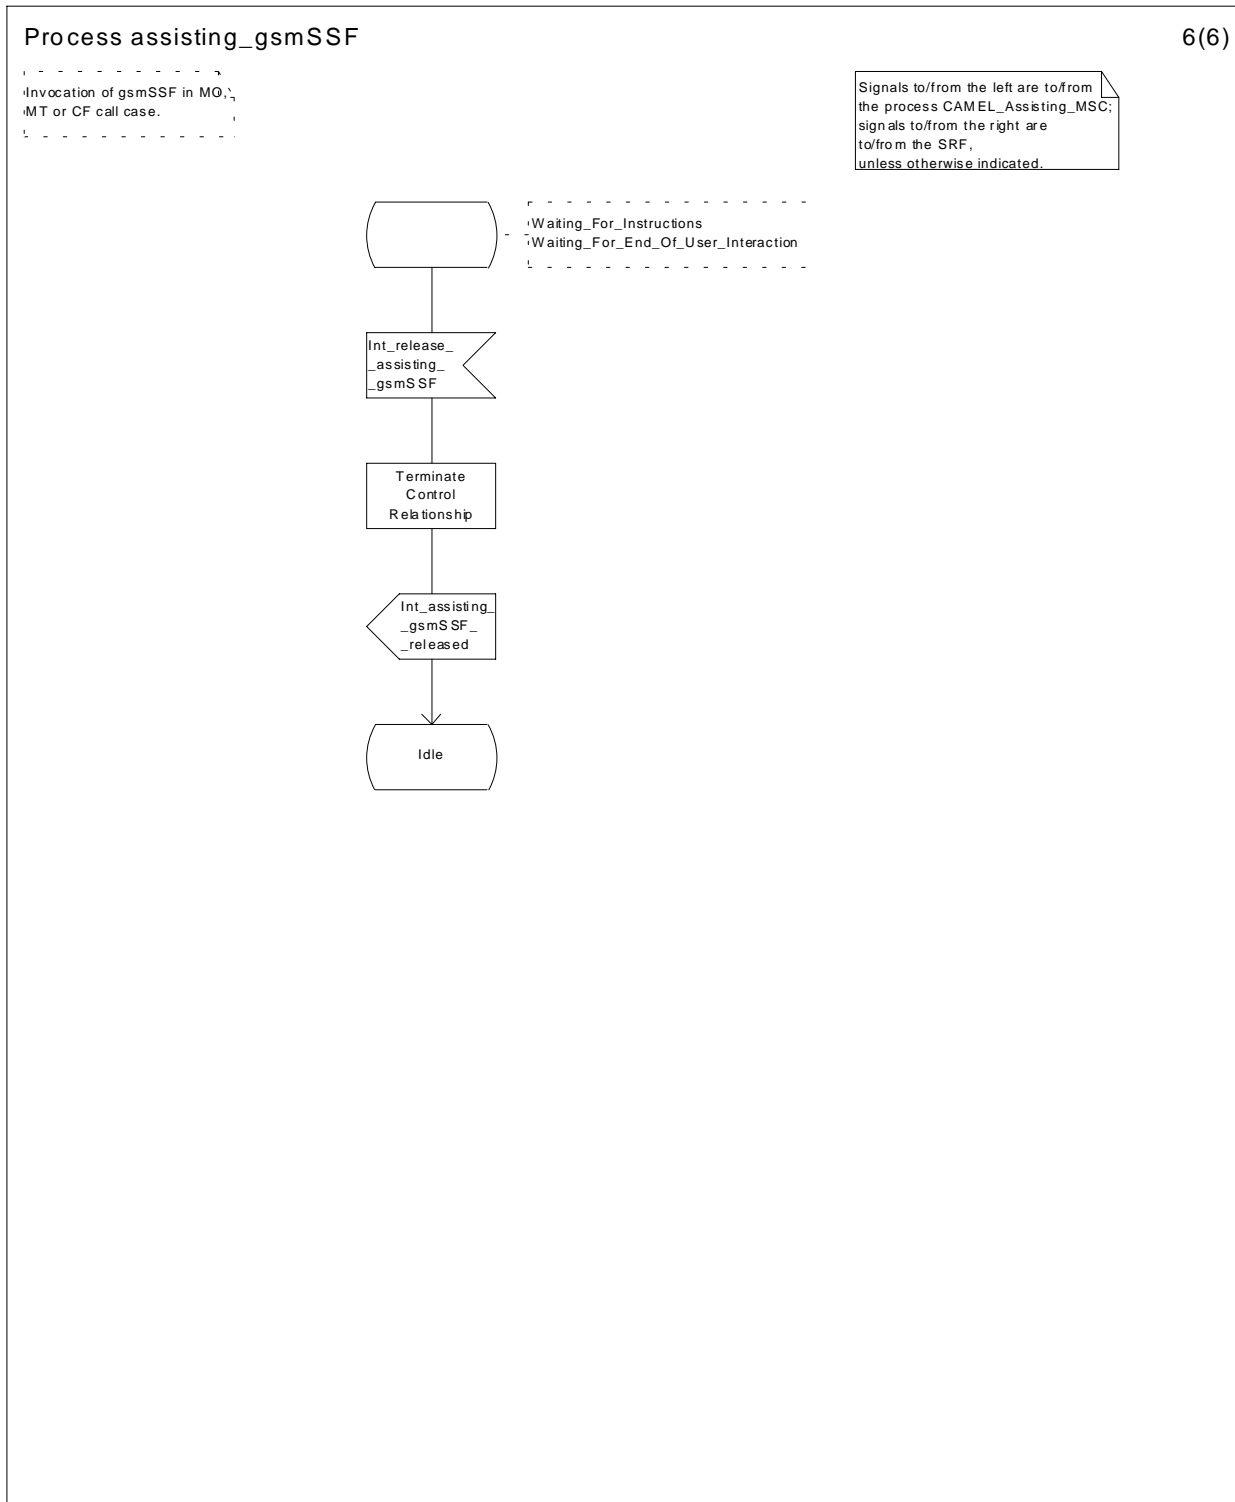 Process assisting_gsmSSF
6(6)
Invocation of gsmSSF in MO,
MT or CF call case.
Signals to/from the left are to/from
the process CAMEL_Assisting_MSC;
signals to/from the right are
to/from the SRF,
unless otherwise indicated.
Waiting_For_Instructions
Waiting_For_End_Of_User_Interaction
Int_release_
_assisting_
_gsmSSF
Terminate
Control
Relationship
Int_assisting_
_gsmSSF_
_released
Idle